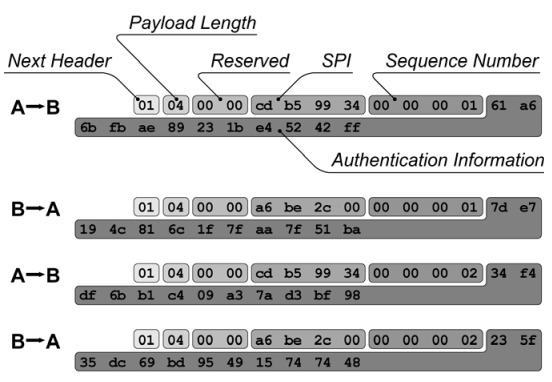 Payload Length
Next Header Reserved SPI Sequence Number
A→B 01 04 00 00 cd b5 99 34 00 00 00 01 61 a6
6b fb ae 89 23 1b e4 52 42 ff
Authentication Information
B→A 01 04 00 00 a6 be 2c 00 00 00 00 01 7d e7
19 4c 81 6c 1f 7f aa 7f 51 ba
A→B 01 04 00 00 cd b5 99 34 00 00 00 02 34 f4
df 6b b1 c4 09 a3 7a d3 bf 98
B→A 01 04 00 00 a6 be 2c 00 00 00 00 02 23 5f
35 dc 69 bd 95 49 15 74 74 48